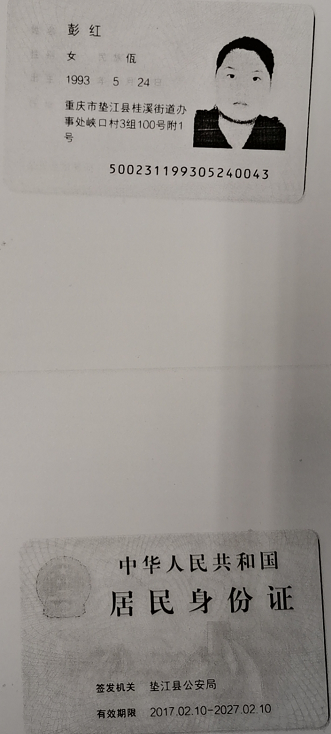 彭红
女 佤
1993 5 24
重庆市垫江县桂溪街道办
事处峡口村3组100号附1
号
500231199305240043
中华人民共和国
居民身份证
签发机关 垫江县公安局
有效期限 2017.02.10-2027.02.10